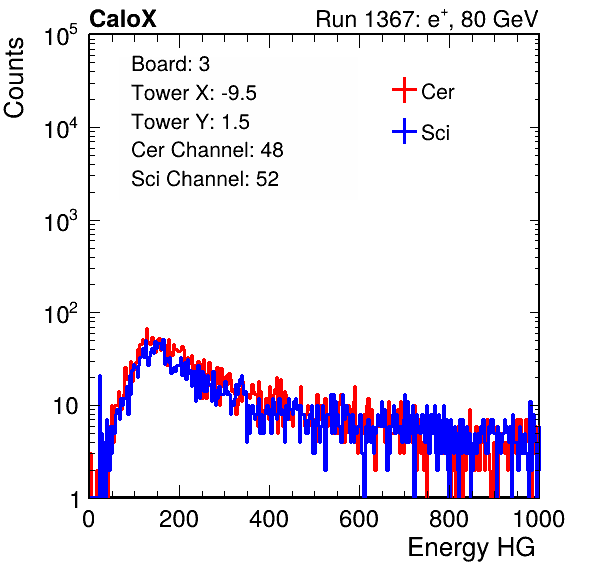 CaloX Run 1367: e⁺, 80 GeV
Counts
10⁵
10⁴
10³
10²
10
1
Board: 3
Tower X: -9.5
Tower Y: 1.5
Cer Channel: 48
Sci Channel: 52
Cer
Sci
0 200 400 600 800 1000
Energy HG